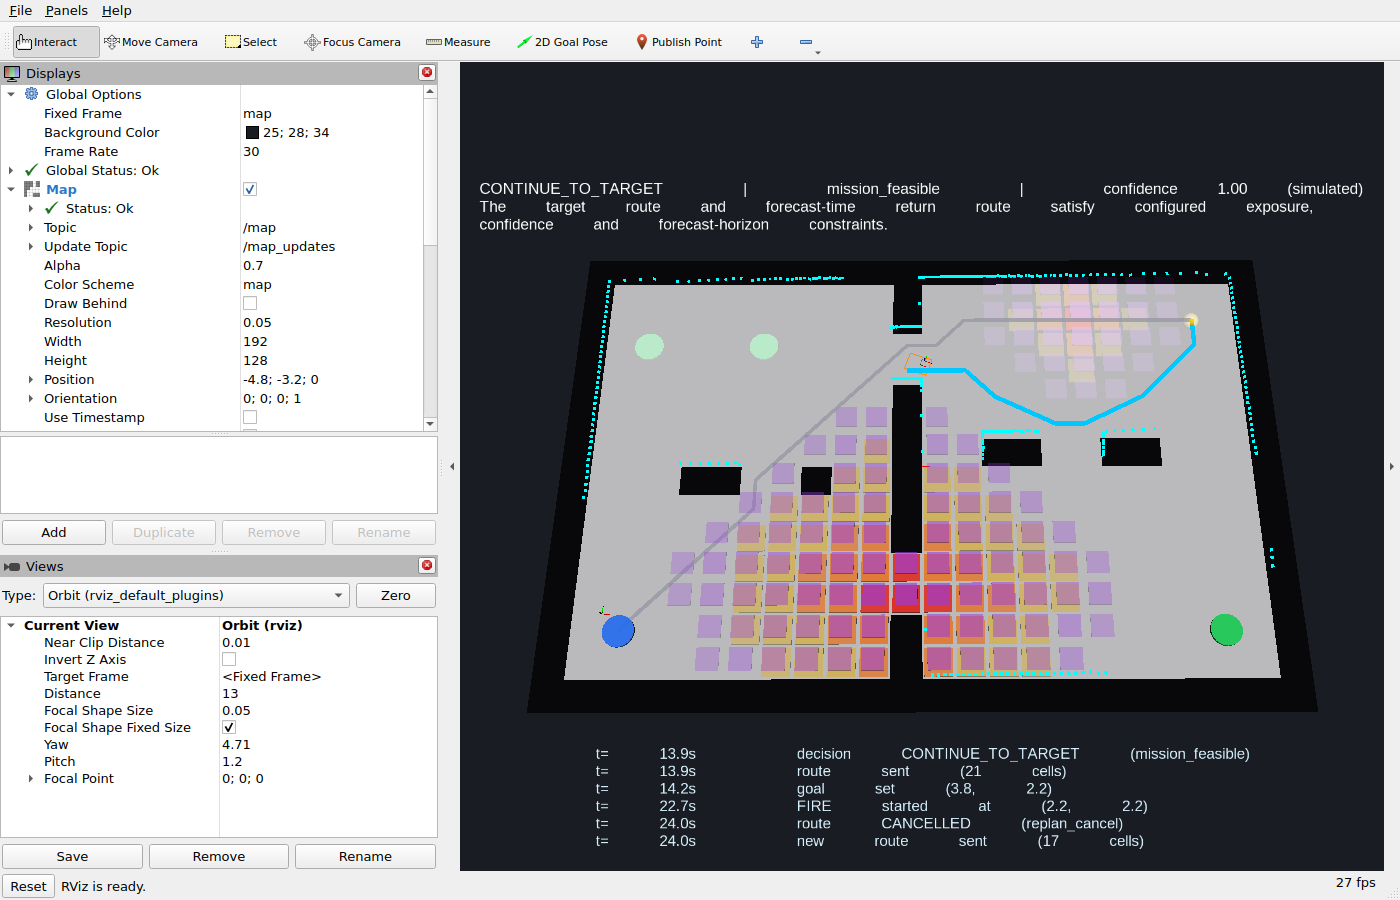 File Panels Help
Interact Move Camera Select Focus Camera Measure 2D Goal Pose Publish Point
Displays
Global Options
Fixed Frame map
Background Color 25; 28; 34
Frame Rate 30
Global Status: Ok
Map
Status: Ok
Topic /map
Update Topic /map_updates
Alpha 0.7
Color Scheme map
Draw Behind
Resolution 0.05
Width 192
Height 128
Position -4.8; -3.2; 0
Orientation 0; 0; 0; 1
Use Timestamp
Add Duplicate Remove Rename
Views
Type: Orbit (rviz_default_plugins) Zero
Current View Orbit (rviz)
Near Clip Distance 0.01
Invert Z Axis
Target Frame <Fixed Frame>
Distance 13
Focal Shape Size 0.05
Focal Shape Fixed Size
Yaw 4.71
Pitch 1.2
Focal Point 0; 0; 0
Save Remove Rename
Reset RViz is ready.
CONTINUE_TO_TARGET | mission_feasible | confidence 1.00 (simulated)
The target route and forecast-time return route satisfy configured exposure,
confidence and forecast-horizon constraints.
t= 13.9s decision CONTINUE_TO_TARGET (mission_feasible)
t= 13.9s route sent (21 cells)
t= 14.2s goal set (3.8, 2.2)
t= 22.7s FIRE started at (2.2, 2.2)
t= 24.0s route CANCELLED (replan_cancel)
t= 24.0s new route sent (17 cells)
27 fps